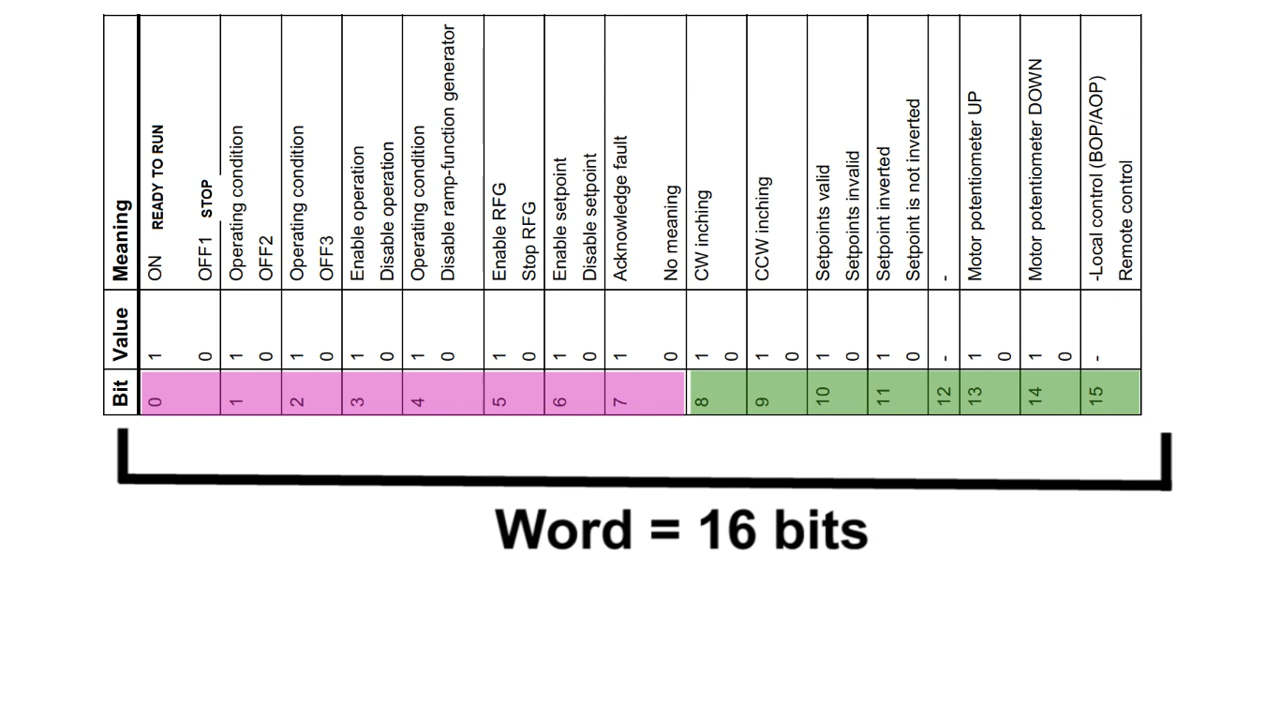 Bit Value Meaning
0 1 ON READY TO RUN
0 OFF1 STOP
1 1 Operating condition
0 OFF2
2 1 Operating condition
0 OFF3
3 1 Enable operation
0 Disable operation
4 1 Operating condition
0 Disable ramp-function generator
5 1 Enable RFG
0 Stop RFG
6 1 Enable setpoint
0 Disable setpoint
7 1 Acknowledge fault
0 No meaning
8 1 CW inching
0
9 1 CCW inching
0
10 1 Setpoints valid
0 Setpoints invalid
11 1 Setpoint inverted
0 Setpoint is not inverted
12 - -
13 1 Motor potentiometer UP
0
14 1 Motor potentiometer DOWN
0
15 - -Local control (BOP/AOP)
Remote control
Word = 16 bits